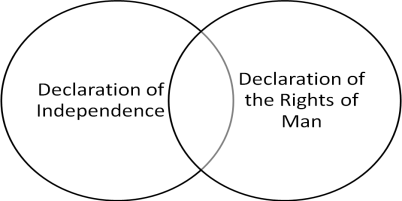 Declaration of
Independence
Declaration of
the Rights of
Man